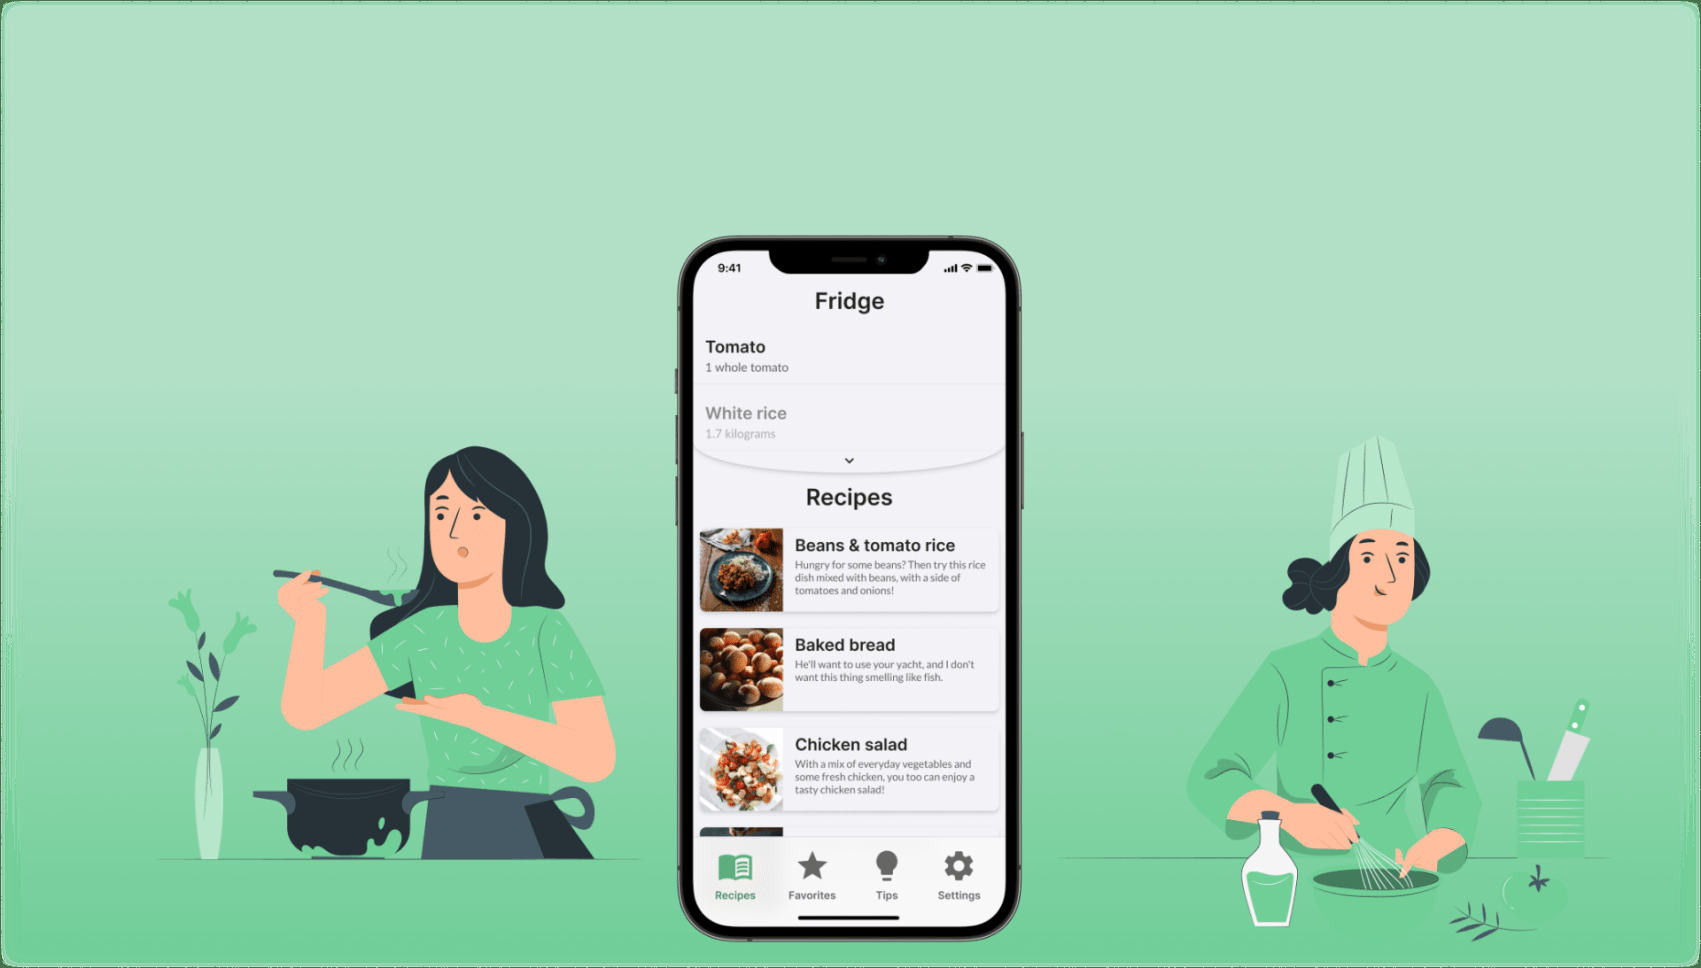 9:41
Fridge
Tomato
1 whole tomato
White rice
1.7 kilograms
Recipes
Beans & tomato rice
Hungry for some beans? Then try this rice
dish mixed with beans, with a side of
tomatoes and onions!
Baked bread
He'll want to use your yacht, and I don't
want this thing smelling like fish.
Chicken salad
With a mix of everyday vegetables and
some fresh chicken, you too can enjoy a
tasty chicken salad!
Recipes Favorites Tips Settings